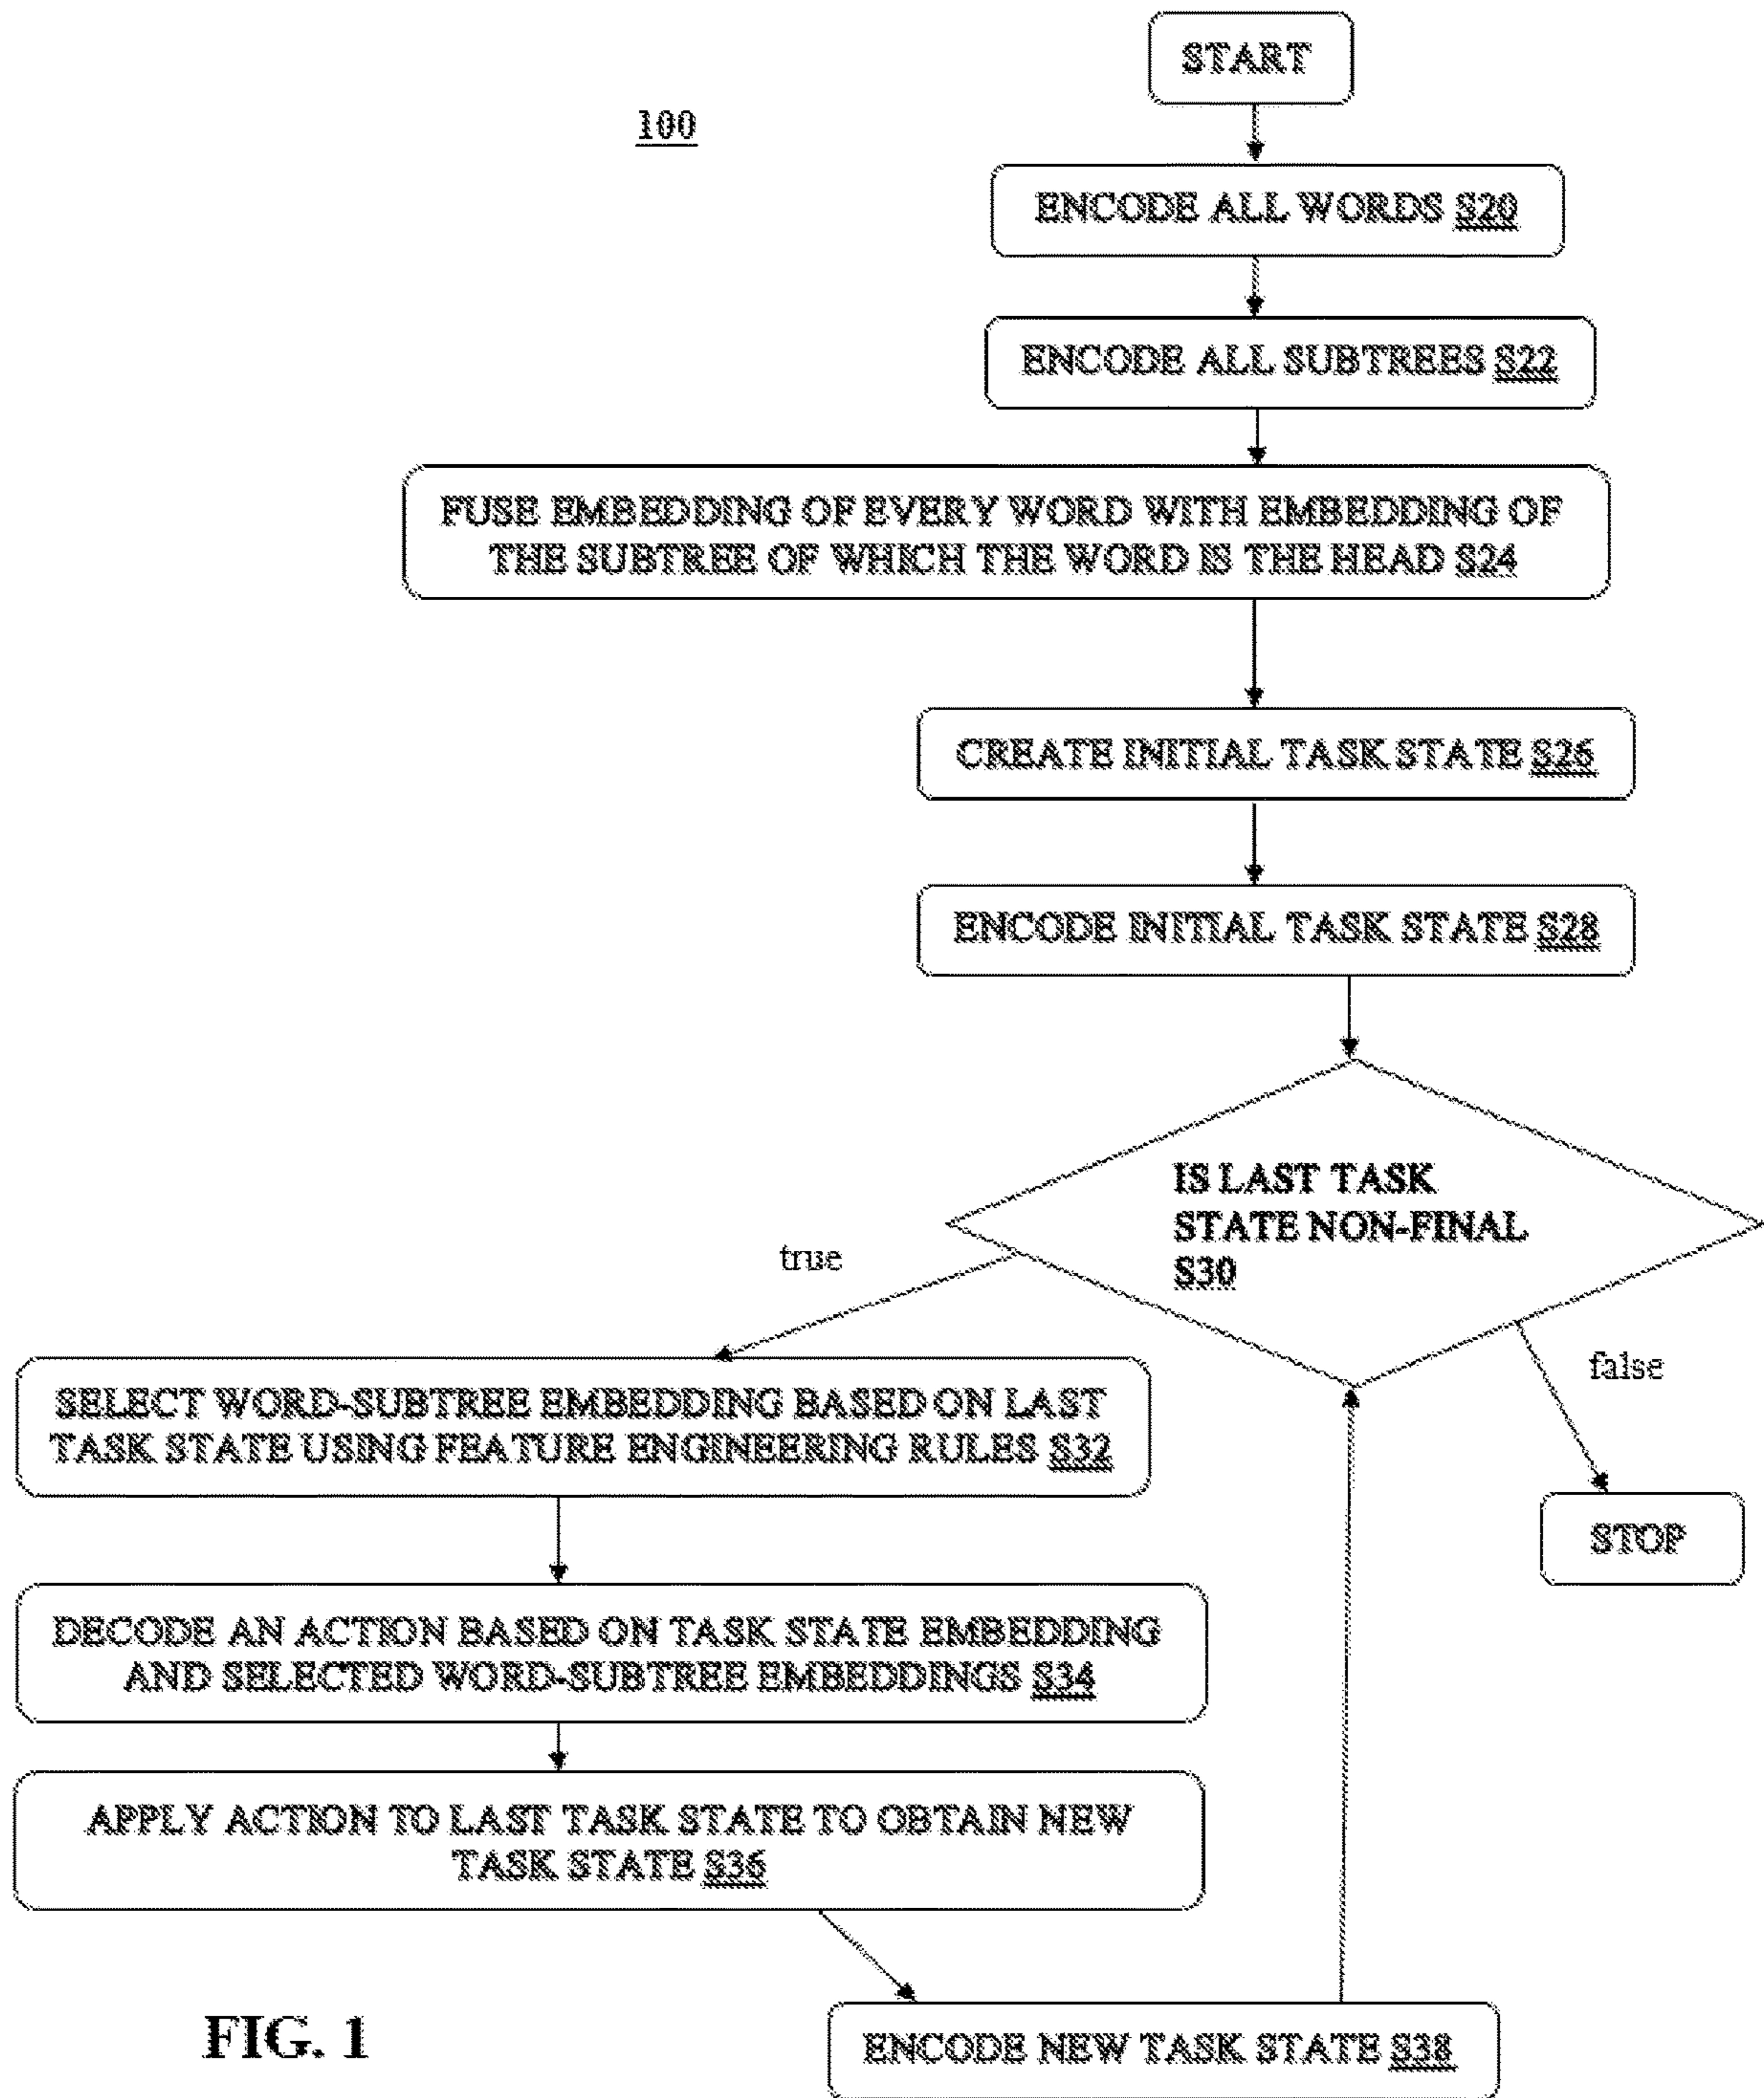 START
100
ENCODE ALL WORDS S20
ENCODE ALL SUBTREES S22
FUSE EMBEDDING OF EVERY WORD WITH EMBEDDING OF
THE SUBTREE OF WHICH THE WORD IS THE HEAD S24
CREATE INITIAL TASK STATE S26
ENCODE INITIAL TASK STATE S28
IS LAST TASK
STATE NON-FINAL
S30
true
false
SELECT WORD-SUBTREE EMBEDDING BASED ON LAST
TASK STATE USING FEATURE ENGINEERING RULES S32
STOP
DECODE AN ACTION BASED ON TASK STATE EMBEDDING
AND SELECTED WORD-SUBTREE EMBEDDINGS S34
APPLY ACTION TO LAST TASK STATE TO OBTAIN NEW
TASK STATE S36
ENCODE NEW TASK STATE S38
FIG. 1